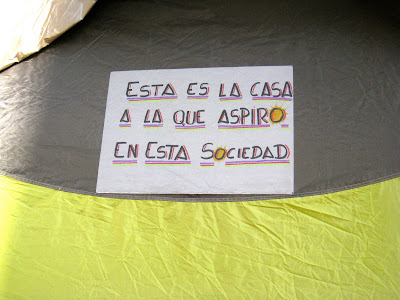 ESTA ES LA CASA
A LA QUE ASPIRO
EN ESTA SOCIEDAD